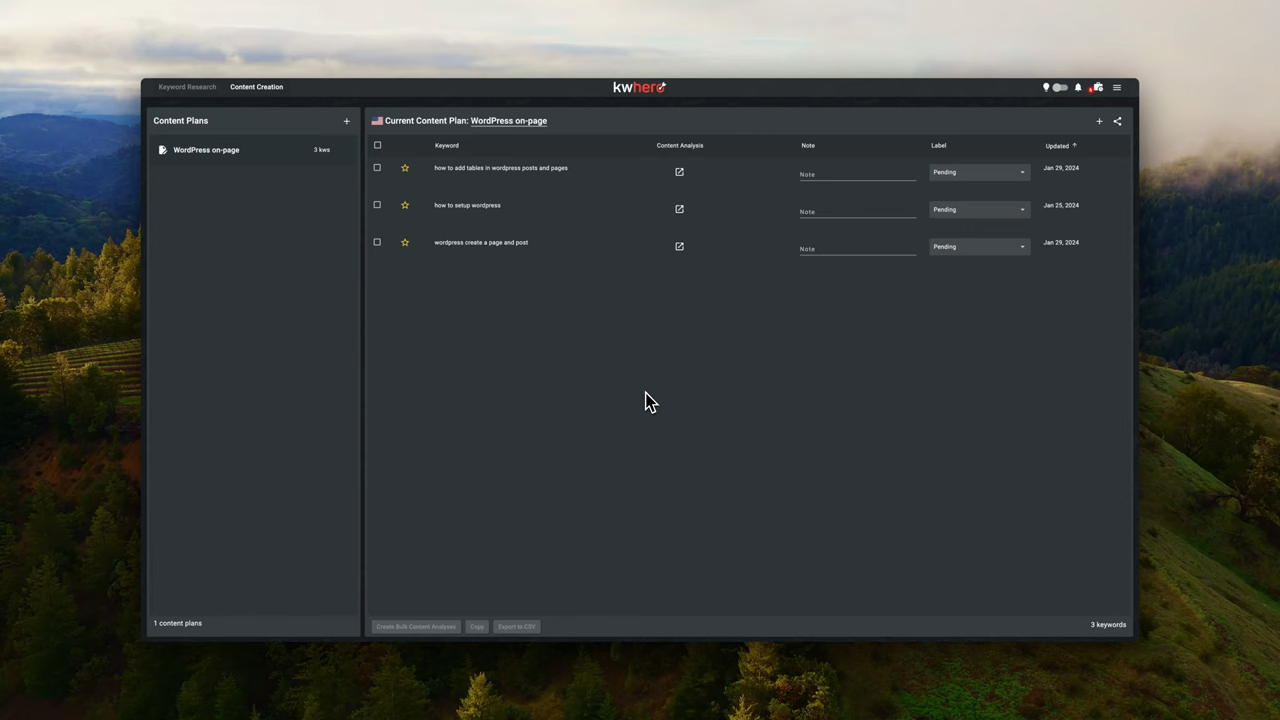 Keyword Research Content Creation kwhero
Content Plans +
WordPress on-page 3 kws
1 content plans
Current Content Plan: WordPress on-page +
Keyword Content Analysis Note Label Updated
how to add tables in wordpress posts and pages Note Pending Jan 29, 2024
how to setup wordpress Note Pending Jan 25, 2024
wordpress create a page and post Note Pending Jan 29, 2024
Create Bulk Content Analyses Copy Export to CSV 3 keywords